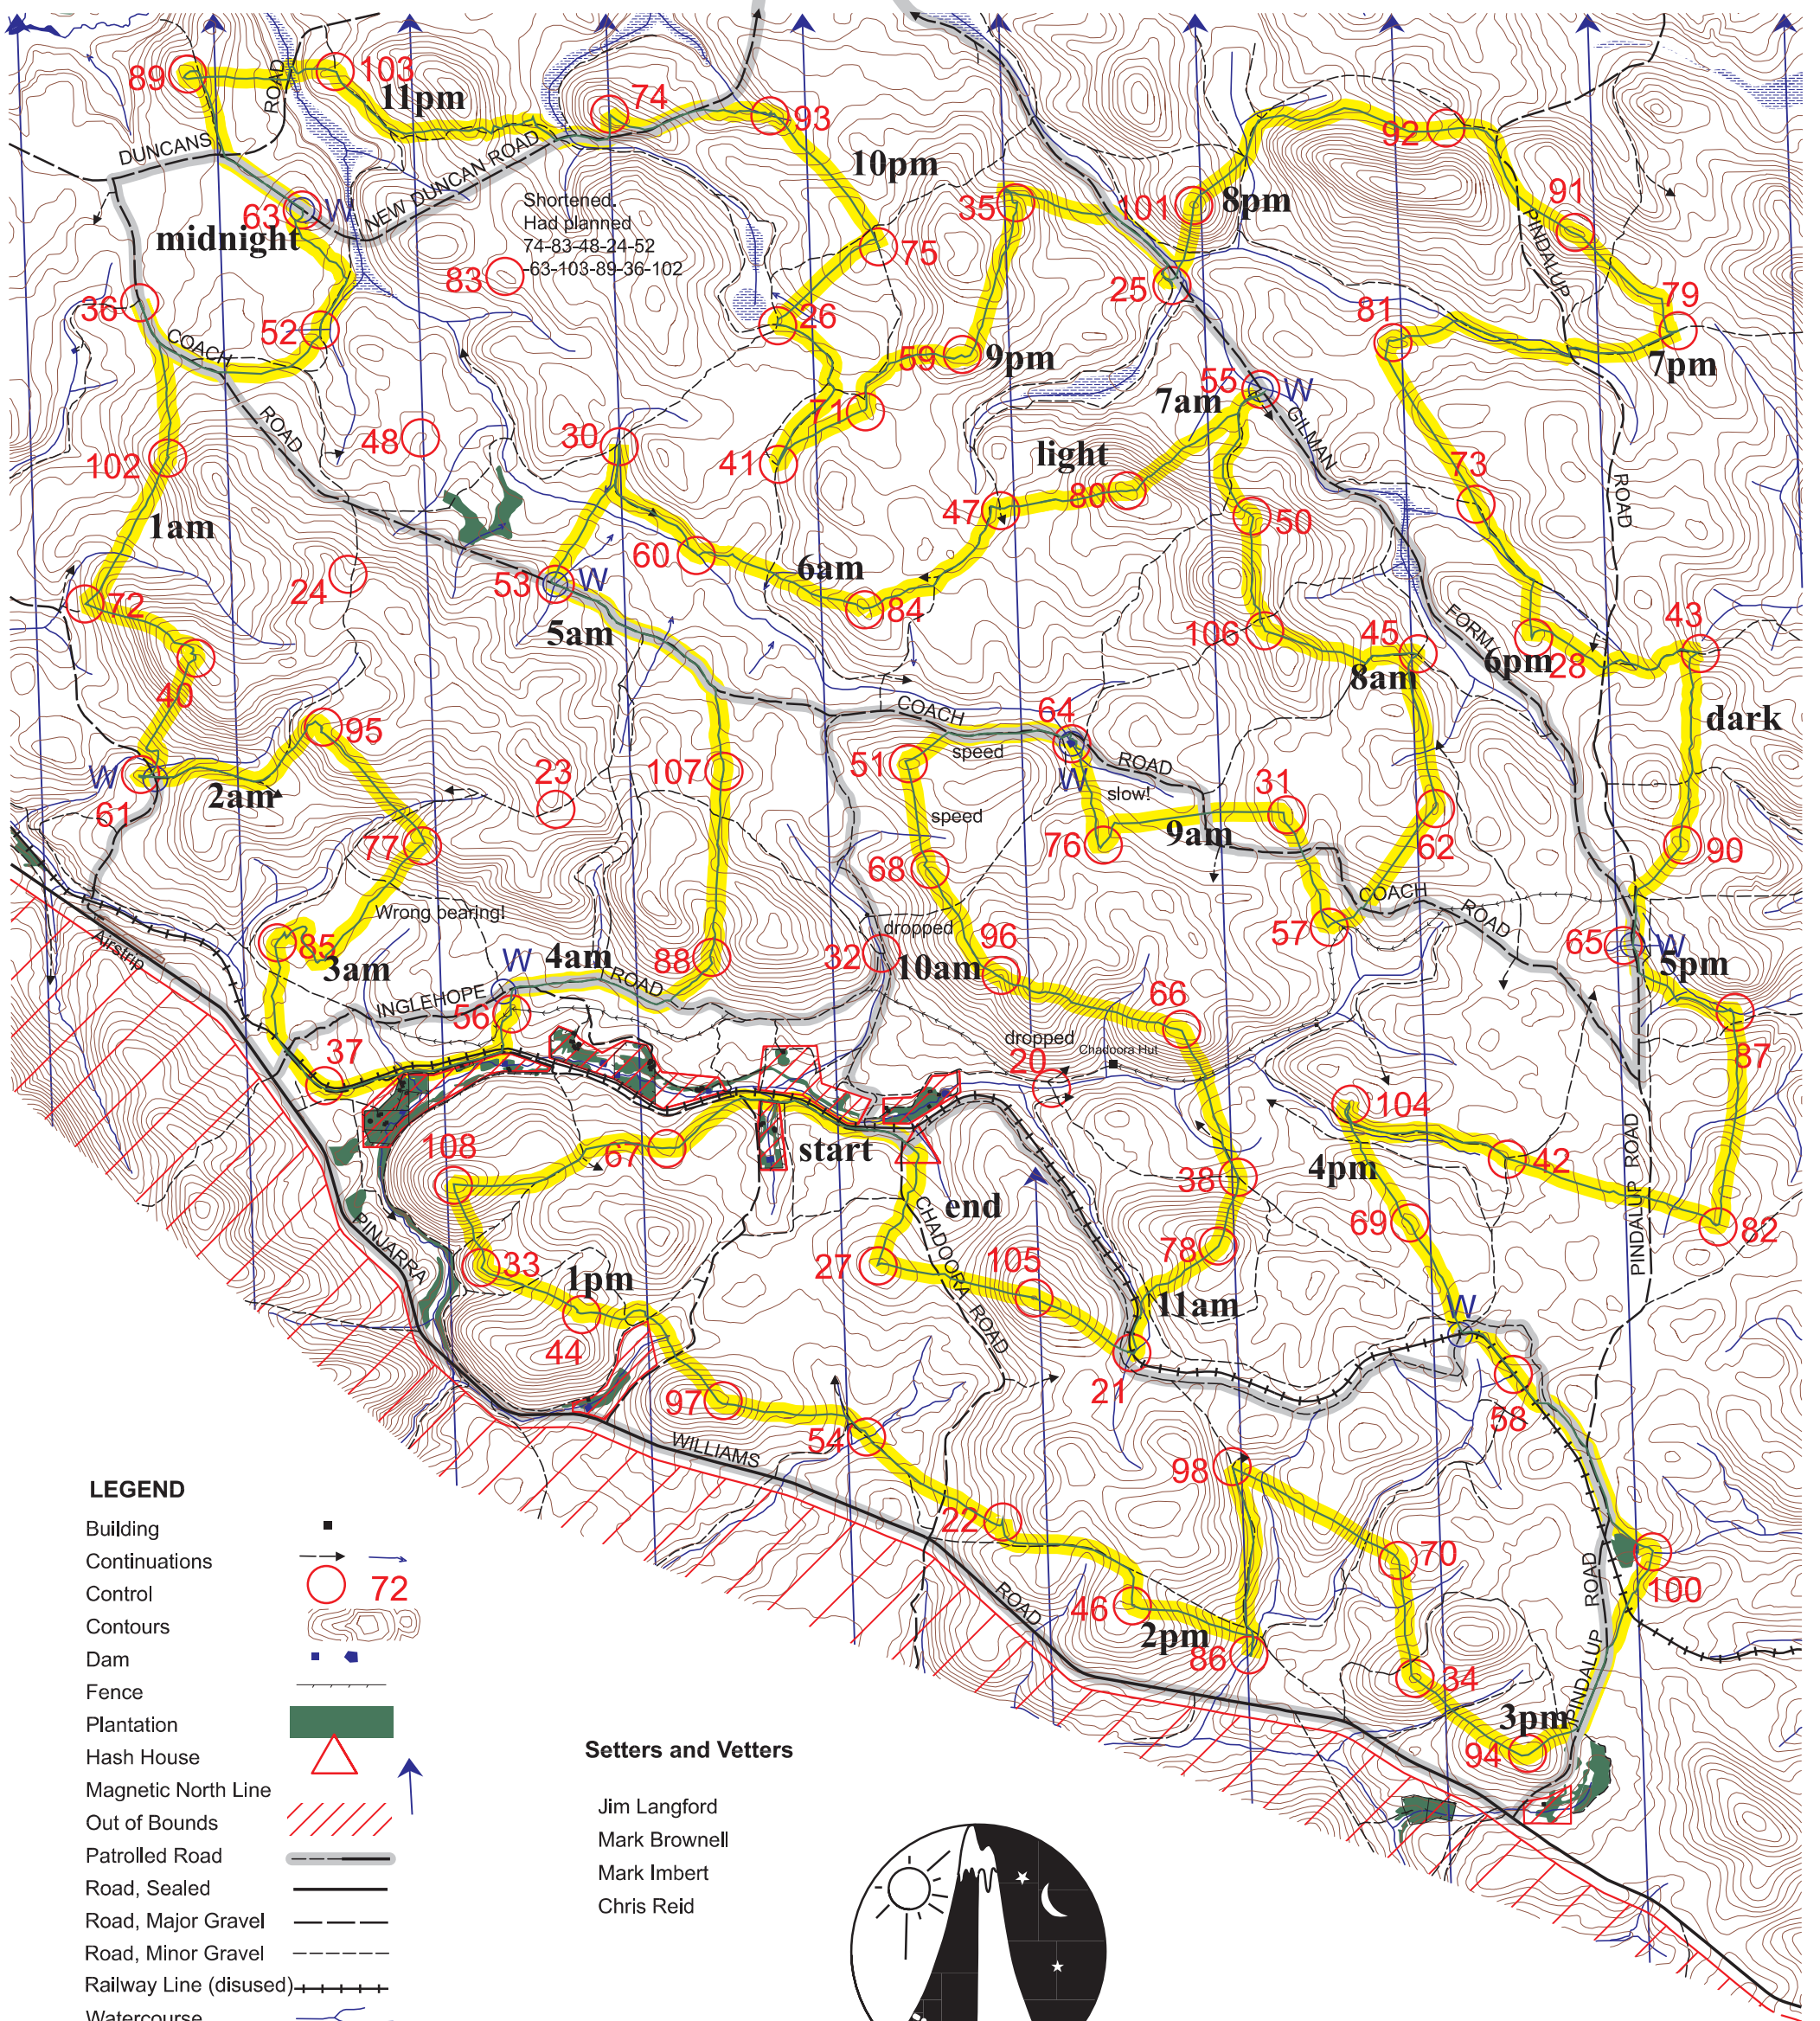 89
103
11pm
ROAD
74
93
92
DUNCANS
63
W
midnight
NEW DUNCAN ROAD
Shortened.
Had planned
74-83-48-24-52
-63-103-89-36-102
83
10pm
35
75
101
8pm
91
PINDALUP
25
79
36
52
COACH
26
59
9pm
81
7pm
71
55
W
7am
GILMAN
ROAD
48
30
41
light
102
47
80
73
ROAD
50
1am
60
6am
24
53
W
5am
84
72
106
45
8am
FORM
6pm
28
43
40
dark
95
COACH
64
W
ROAD
speed
51
slow!
107
23
W
61
2am
speed
31
9am
76
62
90
77
68
COACH
ROAD
Wrong bearing!
dropped
57
85
3am
Airstrip
W
4am
88
32
96
10am
65
W
5pm
INGLEHOPE
ROAD
56
66
87
37
dropped
Chadoora Hut
20
104
PINDALUP ROAD
108
67
start
38
4pm
42
PINJARRA
end
CHADOORA ROAD
69
82
33
1pm
27
105
78
11am
W
44
21
58
97
54
WILLIAMS
98
22
70
100
ROAD
46
2pm
86
34
PINDALUP ROAD
3pm
94
LEGEND
Building
Continuations
Control
72
Contours
Dam
Fence
Plantation
Hash House
Magnetic North Line
Out of Bounds
Patrolled Road
Road, Sealed
Road, Major Gravel
Road, Minor Gravel
Railway Line (disused)
Watercourse
Setters and Vetters
Jim Langford
Mark Brownell
Mark Imbert
Chris Reid